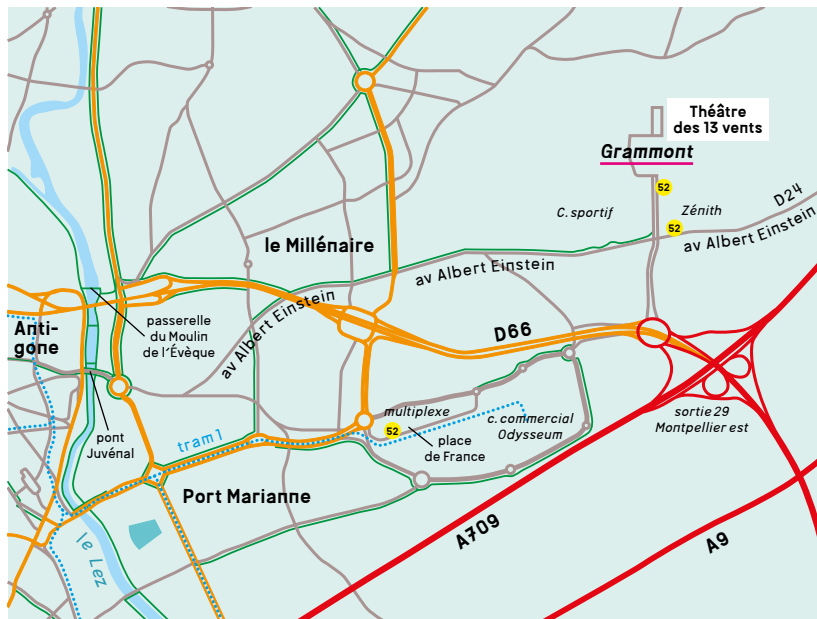 Théâtre
des 13 vents
Grammont
52
C. sportif
Zénith
D24
52
av Albert Einstein
le Millénaire
av Albert Einstein
av Albert Einstein
Anti-
gone
passerelle
du Moulin
de l'Évèque
D66
multiplexe
52
place
de France
c. commercial
Odysseum
sortie 29
Montpellier est
pont
Juvénal
tram 1
Port Marianne
le Lez
A709
A9